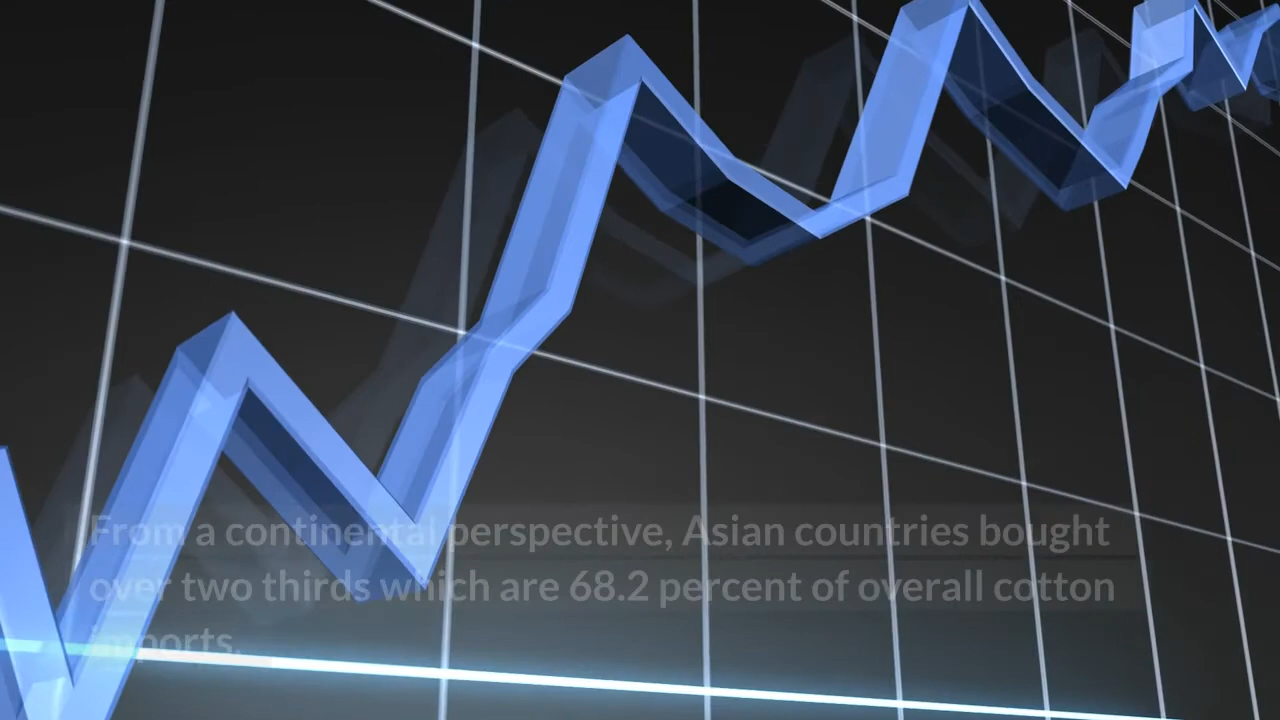 From a continental perspective, Asian countries bought
over two thirds which are 68.2 percent of overall cotton
imports.